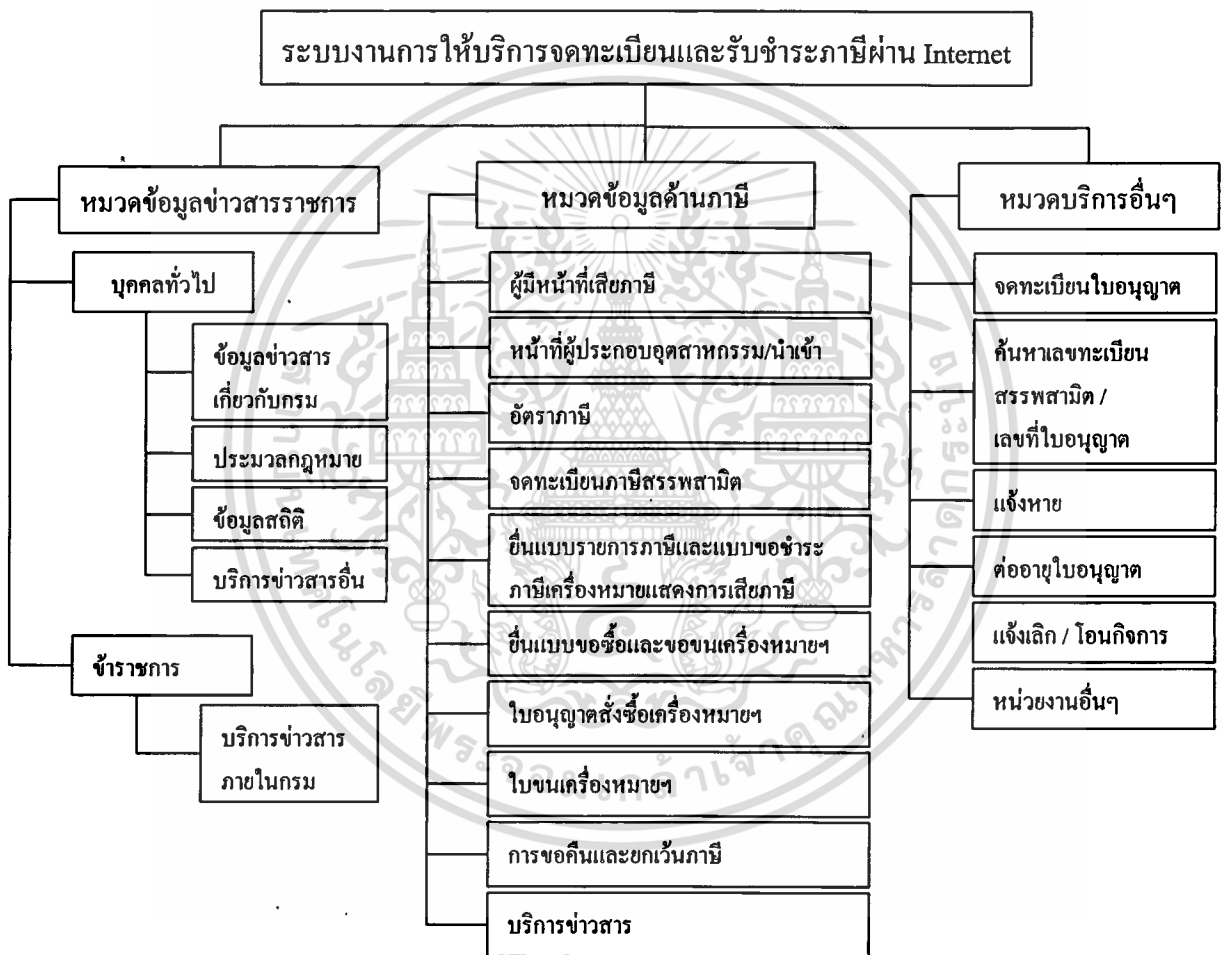 ระบบงานการให้บริการจดทะเบียนและรับชำระภาษีผ่าน Internet
หมวดข้อมูลข่าวสารราชการ
บุคคลทั่วไป
ข้อมูลข่าวสาร
เกี่ยวกับกรม
ประมวลกฎหมาย
ข้อมูลสถิติ
บริการข่าวสารอื่น
ข้าราชการ
บริการข่าวสาร
ภายในกรม
หมวดข้อมูลด้านภาษี
ผู้มีหน้าที่เสียภาษี
หน้าที่ผู้ประกอบอุตสาหกรรม/นำเข้า
อัตราภาษี
จดทะเบียนภาษีสรรพสามิต
ยื่นแบบรายการภาษีและแบบขอชำระ
ภาษีเครื่องหมายแสดงการเสียภาษี
ยื่นแบบขอซื้อและขอขนเครื่องหมายฯ
ใบอนุญาตสั่งซื้อเครื่องหมายฯ
ใบขนเครื่องหมายฯ
การขอคืนและยกเว้นภาษี
บริการข่าวสาร
หมวดบริการอื่นๆ
จดทะเบียนใบอนุญาต
ค้นหาเลขทะเบียน
สรรพสามิต /
เลขที่ใบอนุญาต
แจ้งหาย
ต่ออายุใบอนุญาต
แจ้งเลิก / โอนกิจการ
หน่วยงานอื่นๆ